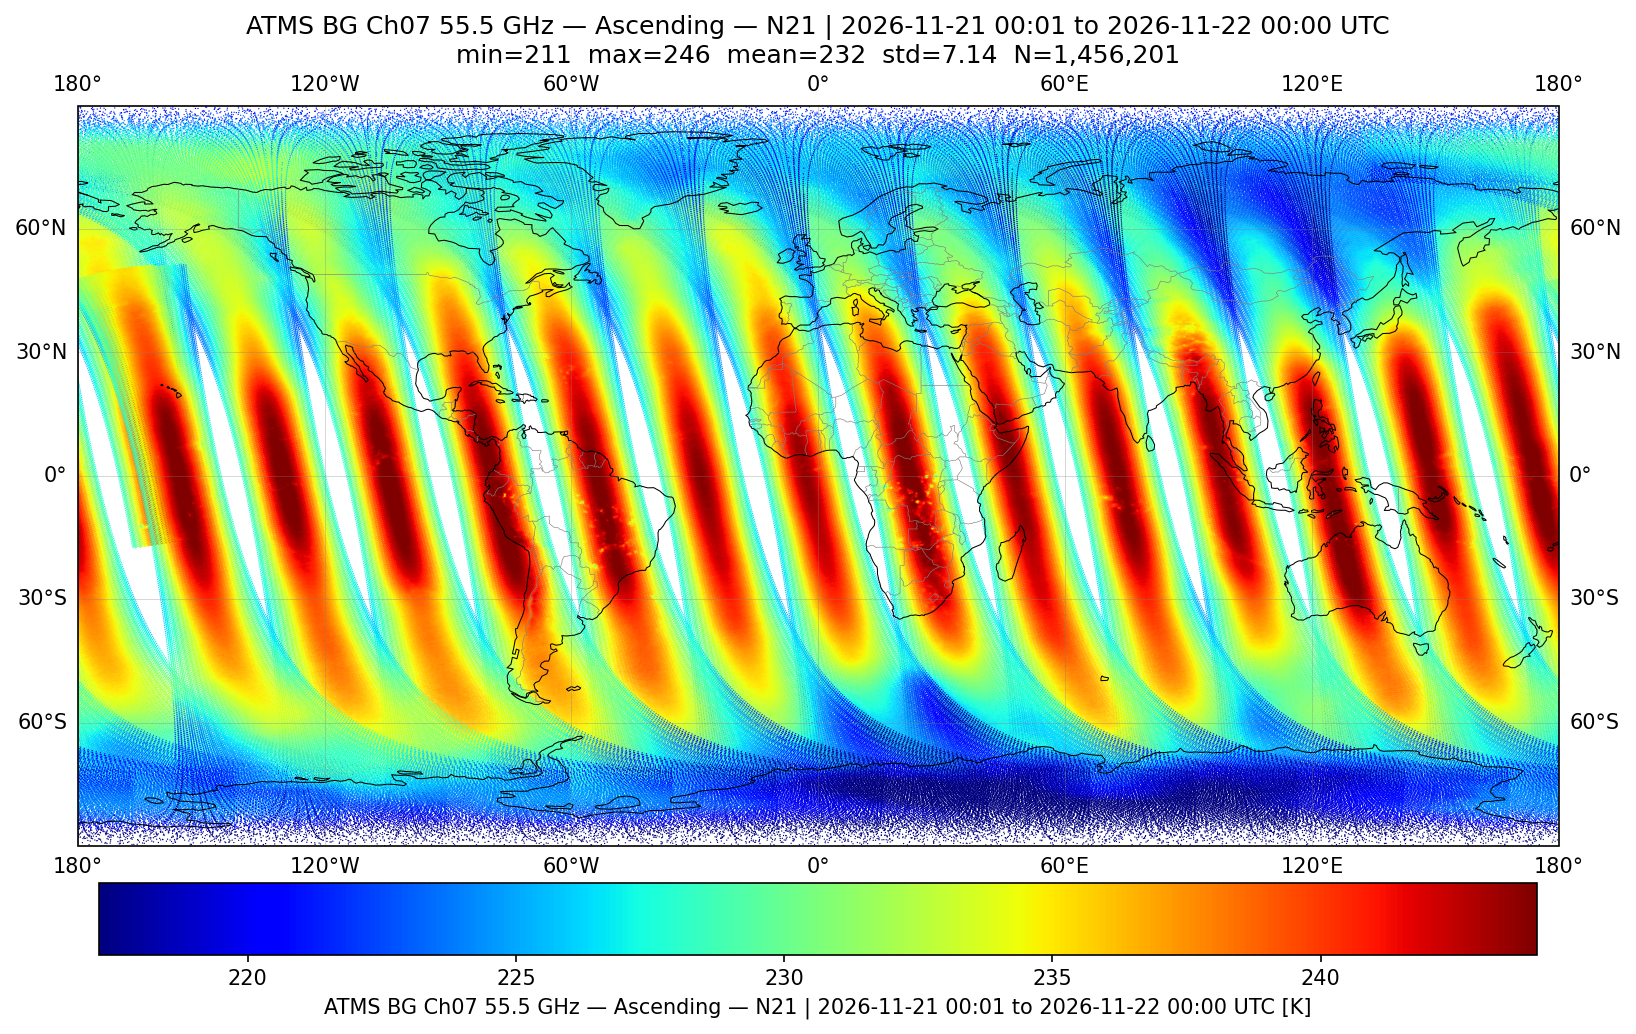 ATMS BG Ch07 55.5 GHz — Ascending — N21 | 2026-11-21 00:01 to 2026-11-22 00:00 UTC
min=211  max=246  mean=232  std=7.14  N=1,456,201
180° 120°W 60°W 0° 60°E 120°E 180°
60°N 60°N
30°N 30°N
0° 0°
30°S 30°S
60°S 60°S
180° 120°W 60°W 0° 60°E 120°E 180°
220 225 230 235 240
ATMS BG Ch07 55.5 GHz — Ascending — N21 | 2026-11-21 00:01 to 2026-11-22 00:00 UTC [K]